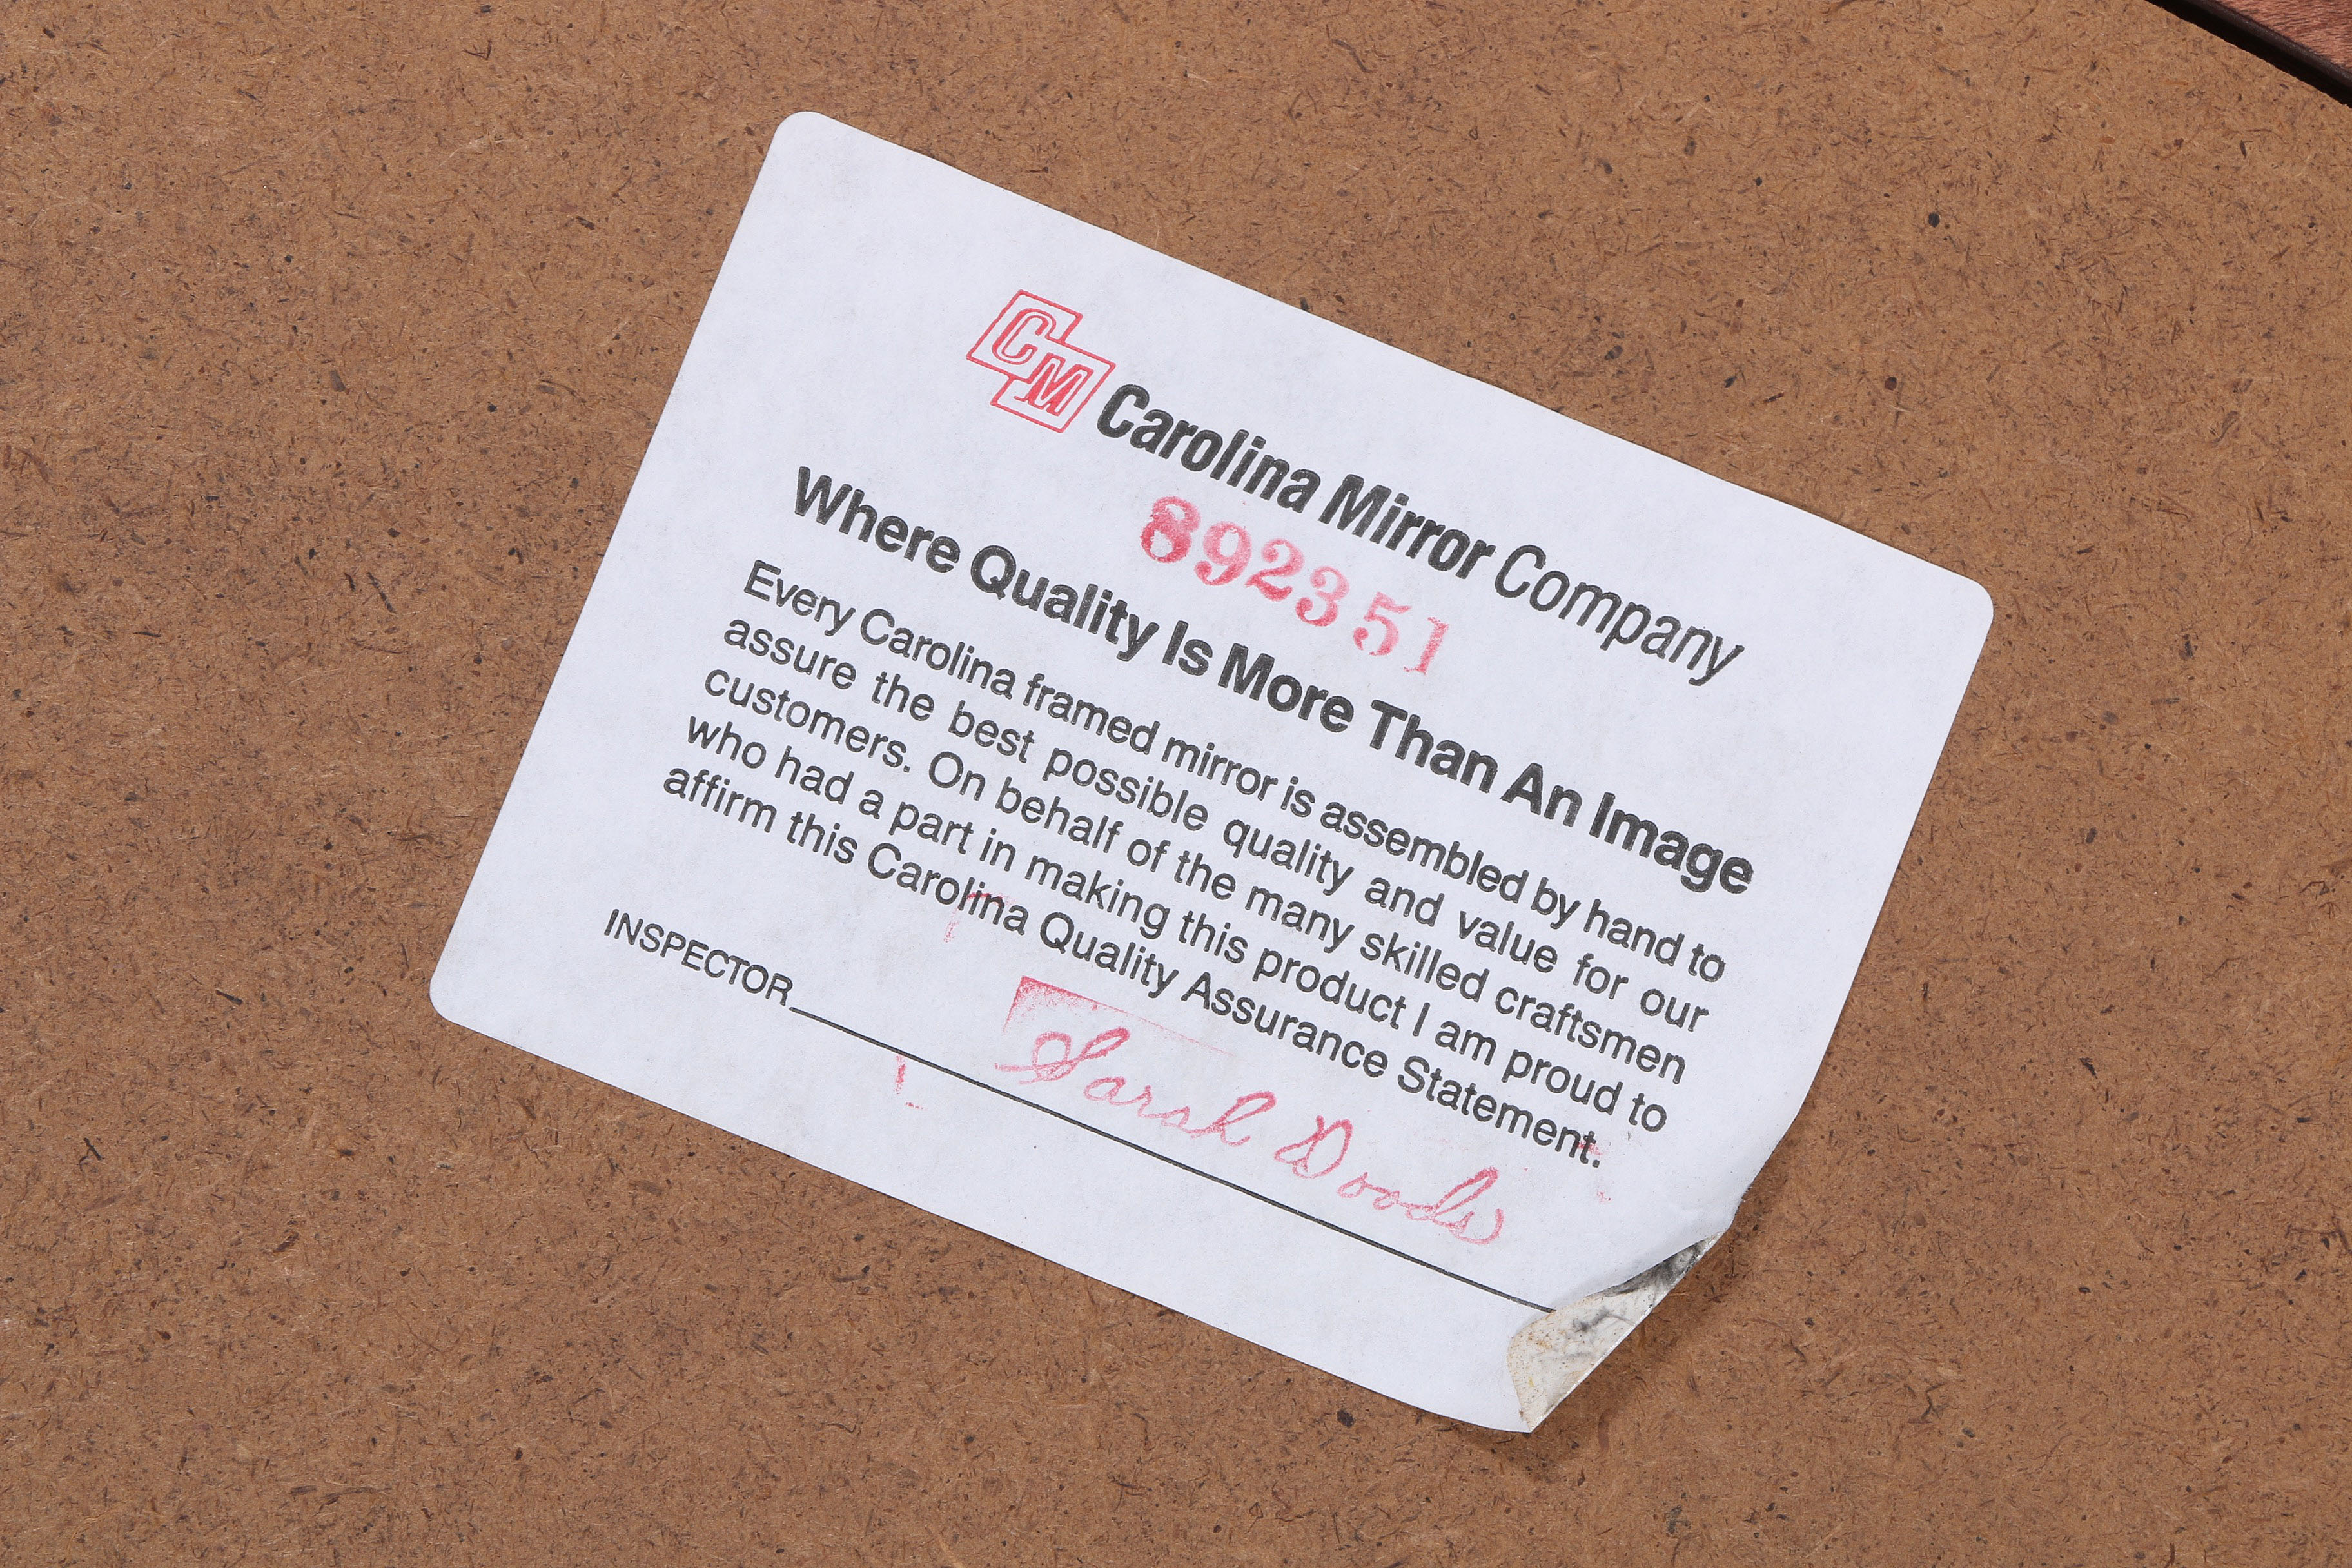 CM Carolina Mirror Company
892351
Where Quality Is More Than An Image
Every Carolina framed mirror is assembled by hand to
assure the best possible quality and value for our
customers. On behalf of the many skilled craftsmen
who had a part in making this product I am proud to
affirm this Carolina Quality Assurance Statement.
INSPECTOR Sarah Woods